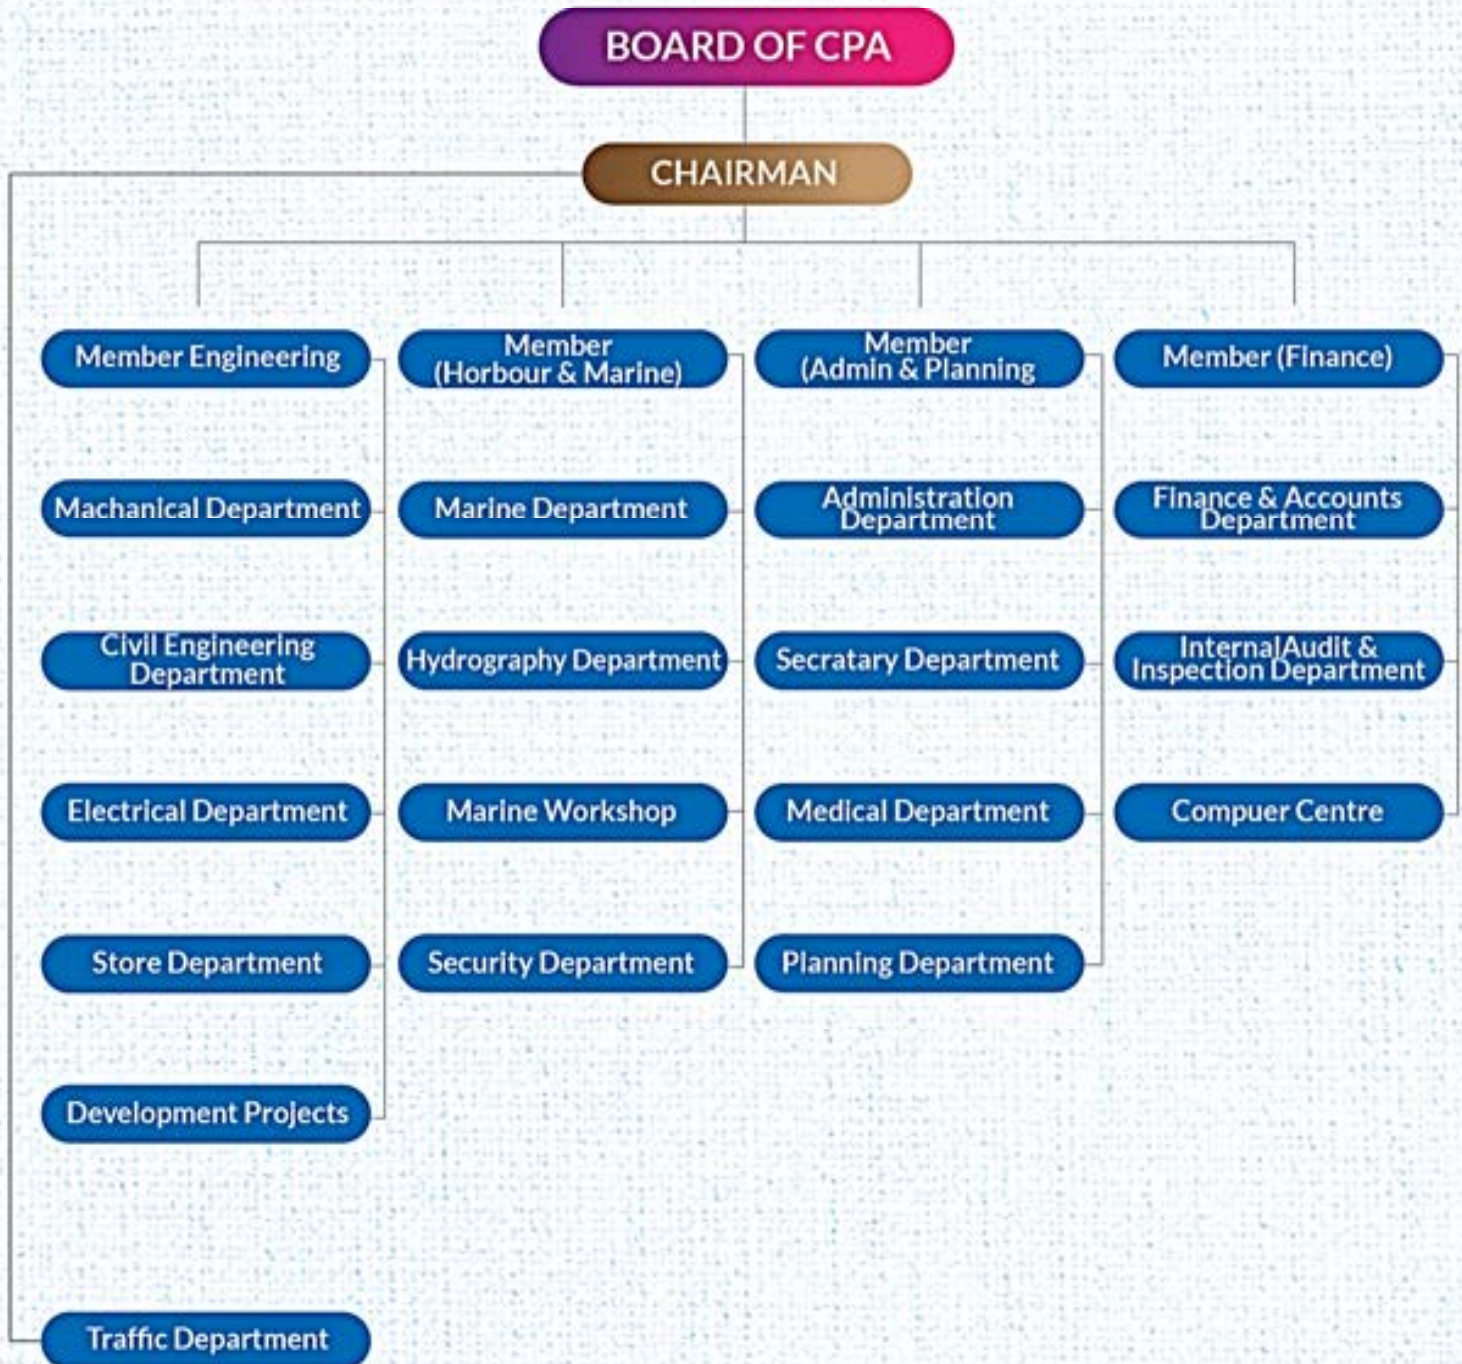 BOARD OF CPA
CHAIRMAN
Member Engineering
Member
(Horbour & Marine)
Member
(Admin & Planning
Member (Finance)
Machanical Department
Marine Department
Administration
Department
Finance & Accounts
Department
Civil Engineering
Department
Hydrography Department
Secratary Department
InternalAudit &
Inspection Department
Electrical Department
Marine Workshop
Medical Department
Compuer Centre
Store Department
Security Department
Planning Department
Development Projects
Traffic Department